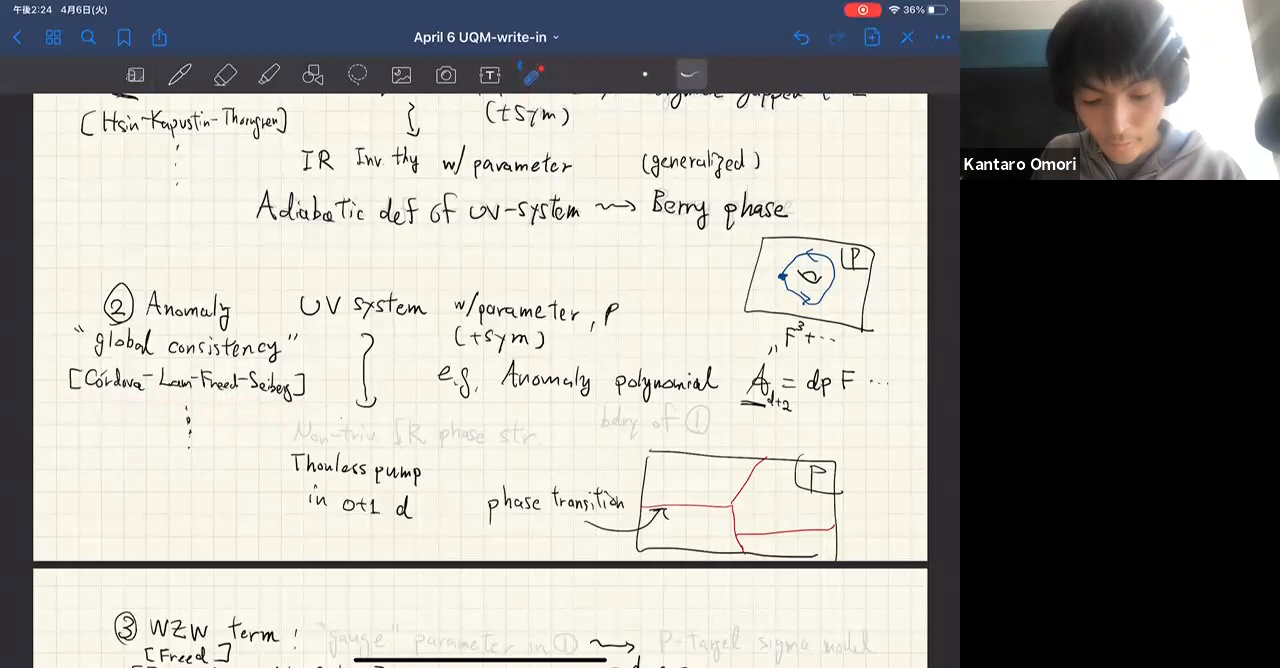 午後2:24 4月6日(火)
36%
April 6 UQM-write-in
Kantaro Omori
[Hsin-Kapustin-Thorngren]
(+sym)
IR Inv. thy w/ parameter (generalized)
Adiabatic def of UV-system Berry phase
P
② Anomaly UV system w/parameter, P
"global consistency" (+sym)
F³+…
[Córdova-Lam-Freed-Seiberg] e.g. Anomaly polynomial A_{d+2} = dp F …
Non-triv IR phase str bdry of ①
Thouless pump
P
in 0+1 d phase transition
③ WZW term : "gauge" parameter in ① P-target sigma model
[Freed]